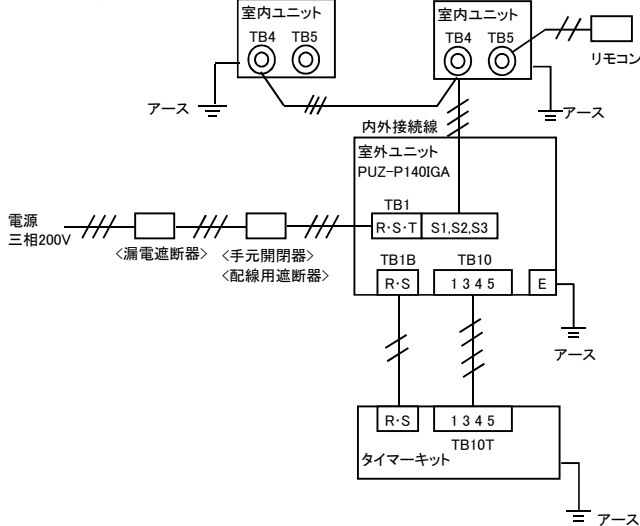 室内ユニット
TB4 TB5
室内ユニット
TB4 TB5
リモコン
アース
アース
内外接続線
室外ユニット
PUZ-P140IGA
TB1
R・S・T S1,S2,S3
電源
三相200V
<漏電遮断器>
<手元開閉器>
<配線用遮断器>
TB1B TB10
R・S 1 3 4 5 E
アース
R・S 1 3 4 5
TB10T
タイマーキット
アース